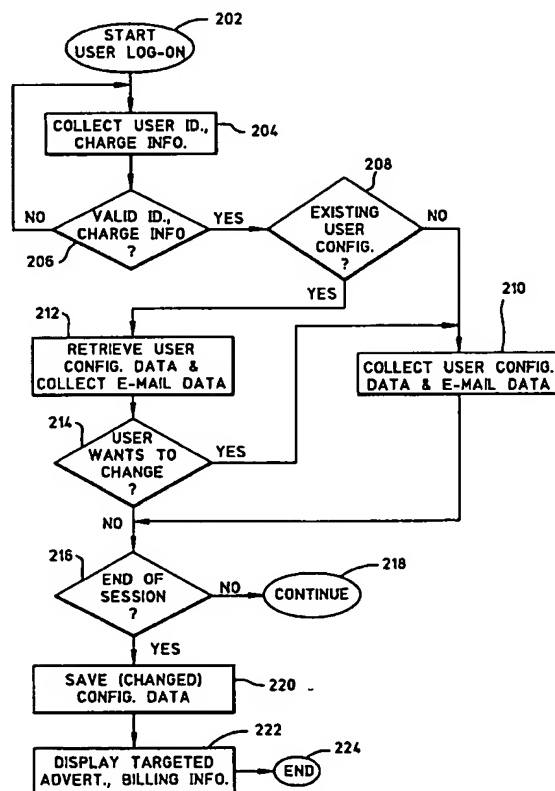 202
START
USER LOG-ON
COLLECT USER ID.,
CHARGE INFO.
204
208
NO
VALID ID.,
CHARGE INFO
?
YES
EXISTING
USER
CONFIG.
?
NO
206
YES
212
210
RETRIEVE USER
CONFIG. DATA &
COLLECT E-MAIL DATA
COLLECT USER CONFIG.
DATA & E-MAIL DATA
214
USER
WANTS TO
CHANGE
?
YES
NO
216
END OF
SESSION
?
NO
CONTINUE
218
YES
SAVE (CHANGED)
CONFIG. DATA
220
222
DISPLAY TARGETED
ADVERT., BILLING INFO.
END
224